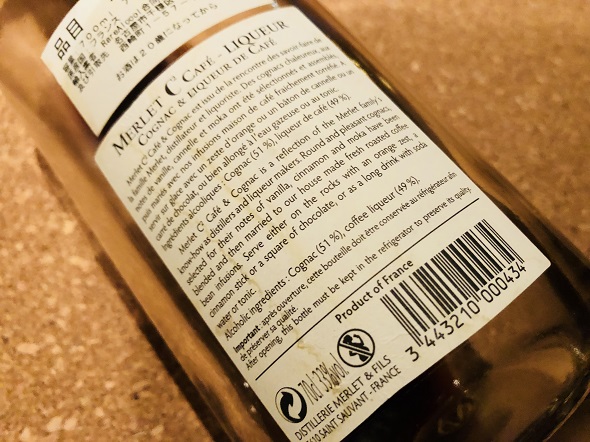 品目
700ml
フランス
お酒は20歳になってから
MERLET C² CAFÉ - LIQUEUR
COGNAC & LIQUEUR DE CAFÉ
Merlet C² Café & Cognac est issu de la rencontre des savoir-faire de
la famille Merlet, distillateur et liquoriste. Des cognacs chaleureux, aux
notes de vanille, cannelle et moka ont été sélectionnés et assemblés,
puis mariés avec nos infusions maison de café fraîchement torréfié. A
servir sur glace avec un zeste d'orange ou un bâton de cannelle ou un
carré de chocolat, ou bien allongé à l'eau gazeuse ou au tonic.
Ingrédients alcooliques : Cognac (51 %), liqueur de café (49 %).
Merlet C² Café & Cognac is a reflection of the Merlet family's
know-how as distillers and liqueur makers. Round and pleasant cognacs,
selected for their notes of vanilla, cinnamon and moka have been
blended and then married to our house made fresh roasted coffee
bean infusions. Serve either on the rocks with an orange zest, a
cinnamon stick or a square of chocolate, or as a long drink with soda
water or tonic.
Alcoholic ingredients : Cognac (51 %), coffee liqueur (49 %).
Important : après ouverture, cette bouteille doit être conservée au réfrigérateur afin
de préserver sa qualité.
After opening, this bottle must be kept in the refrigerator to preserve its quality.
Product of France
70cl 33%vol
3 443210 000434
DISTILLERIE MERLET & FILS
SAINT SAUVANT - FRANCE